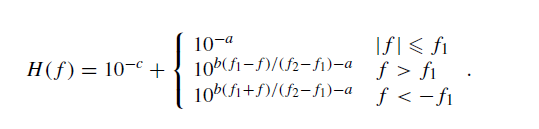 H(f) = 10^{-c} + { 10^{-a} |f| ⩽ f_1
10^{b(f_1-f)/(f_2-f_1)-a} f > f_1
10^{b(f_1+f)/(f_2-f_1)-a} f < -f_1 .